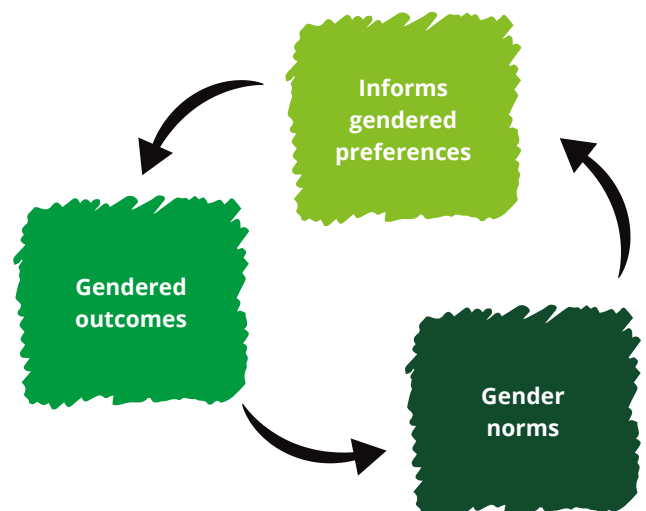 Informs
gendered
preferences
Gendered
outcomes
Gender
norms